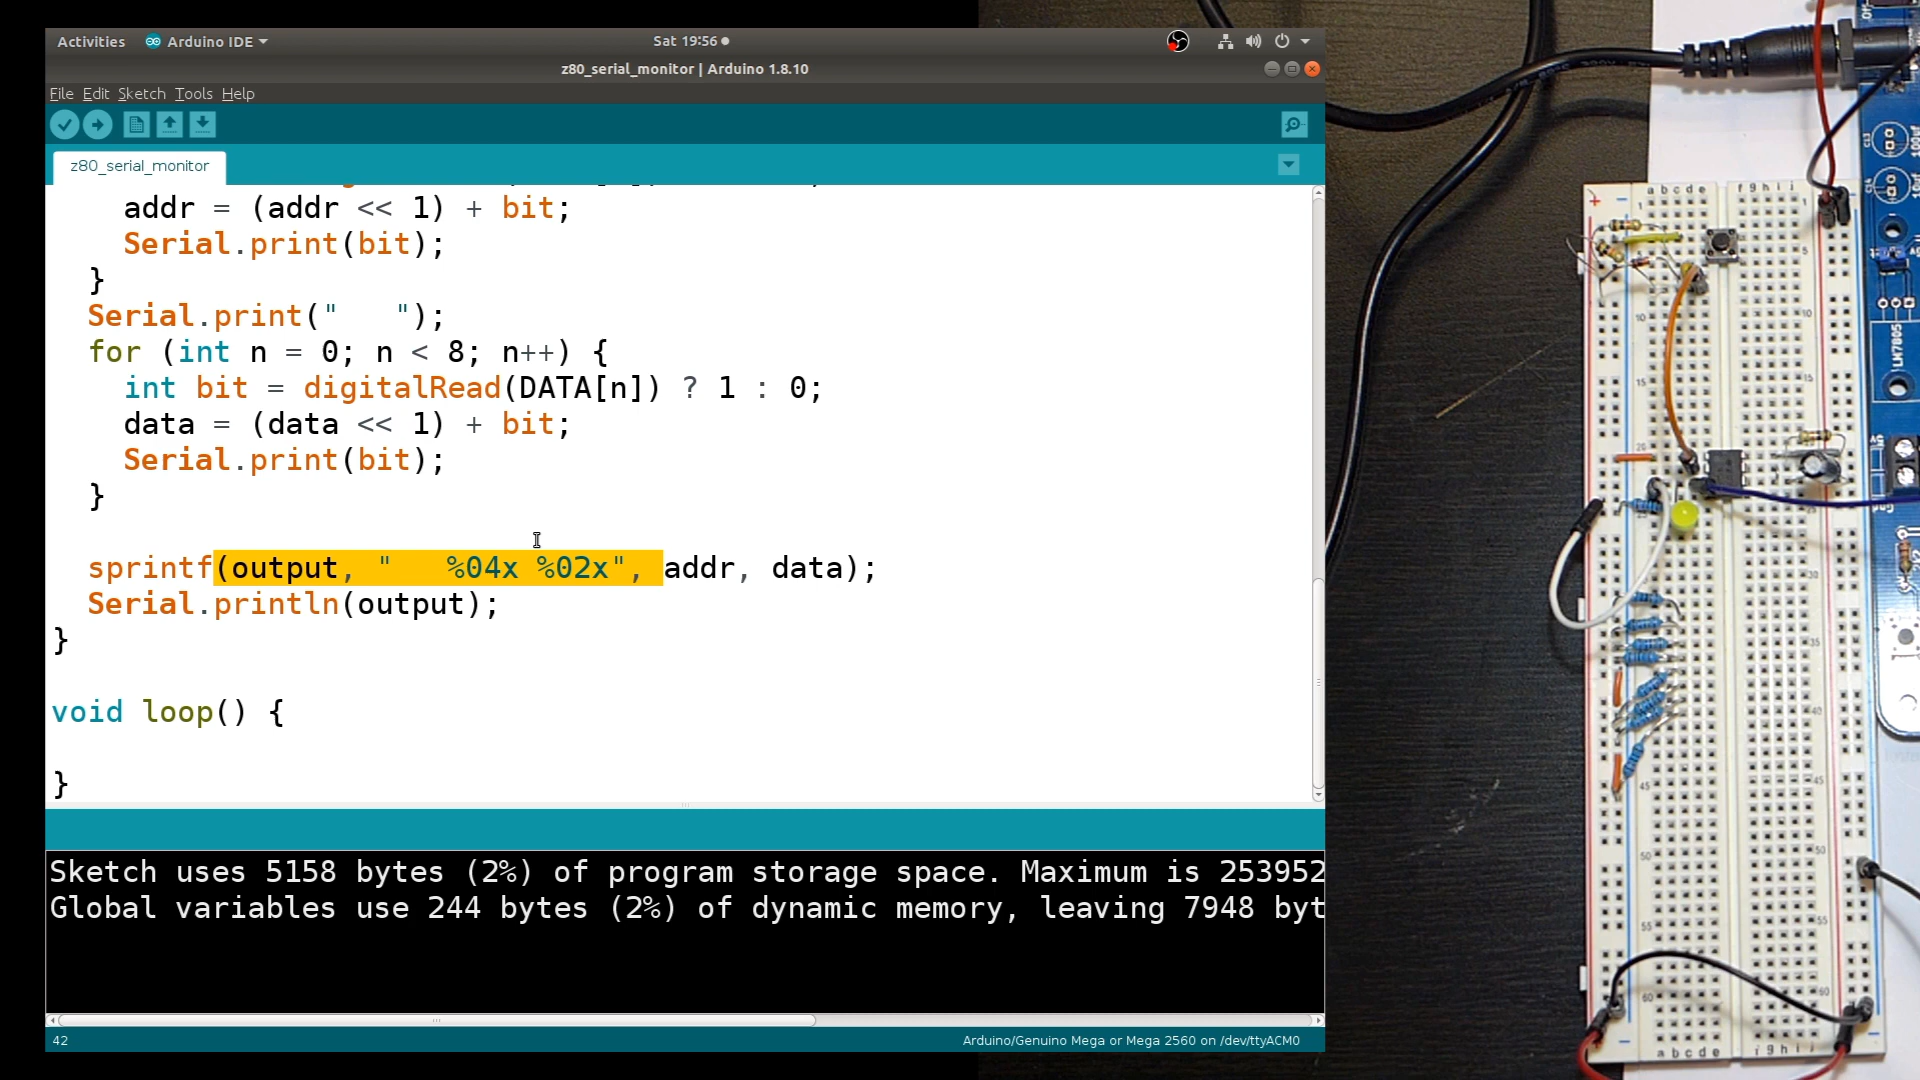 Activities Arduino IDE Sat 19:56
z80_serial_monitor | Arduino 1.8.10
File Edit Sketch Tools Help
z80_serial_monitor
addr = (addr << 1) + bit;
Serial.print(bit);
}
Serial.print("   ");
for (int n = 0; n < 8; n++) {
int bit = digitalRead(DATA[n]) ? 1 : 0;
data = (data << 1) + bit;
Serial.print(bit);
}
sprintf(output, "   %04x %02x", addr, data);
Serial.println(output);
}
void loop() {
}
Sketch uses 5158 bytes (2%) of program storage space. Maximum is 253952
Global variables use 244 bytes (2%) of dynamic memory, leaving 7948 byt
42 Arduino/Genuino Mega or Mega 2560 on /dev/ttyACM0
a b c d e f g h i j
LM7805
a b c d e f g h i j